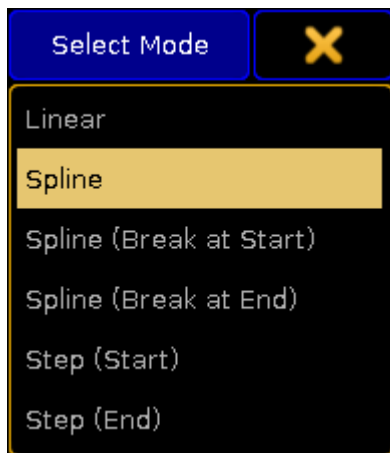 Select Mode
Linear
Spline
Spline (Break at Start)
Spline (Break at End)
Step (Start)
Step (End)